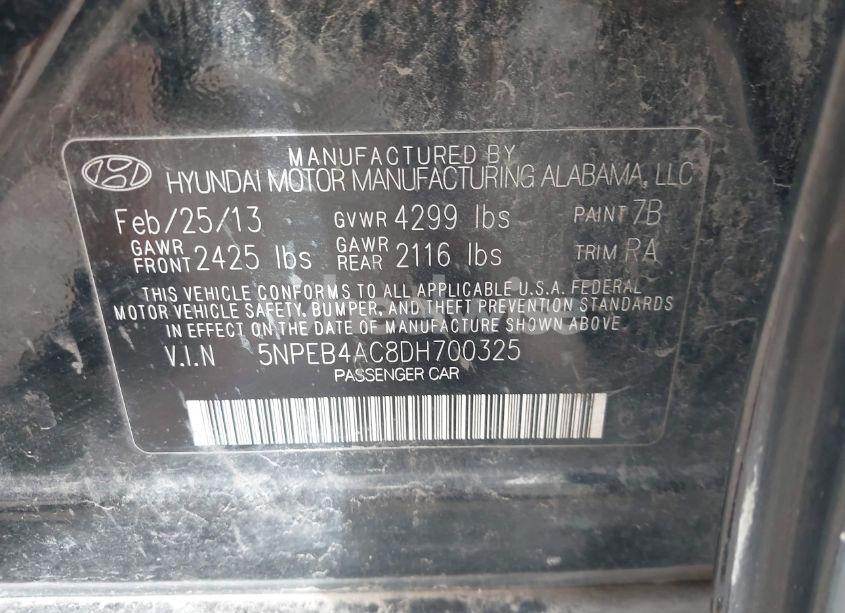 MANUFACTURED BY
HYUNDAI MOTOR MANUFACTURING ALABAMA, LLC
Feb/25/13 GVWR 4299 lbs PAINT 7B
GAWR FRONT 2425 lbs GAWR REAR 2116 lbs TRIM RA
THIS VEHICLE CONFORMS TO ALL APPLICABLE U.S.A. FEDERAL
MOTOR VEHICLE SAFETY, BUMPER, AND THEFT PREVENTION STANDARDS
IN EFFECT ON THE DATE OF MANUFACTURE SHOWN ABOVE.
V.I.N 5NPEB4AC8DH700325
PASSENGER CAR